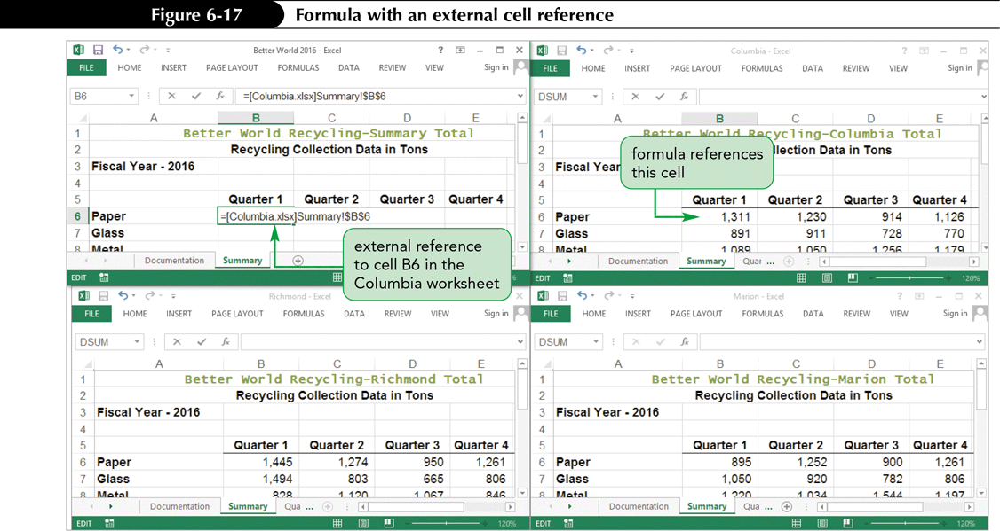 Figure 6-17 Formula with an external cell reference
Better World 2016 - Excel
FILE HOME INSERT PAGE LAYOUT FORMULAS DATA REVIEW VIEW Sign in
B6 =[Columbia.xlsx]Summary!$B$6
A B C D E
1 Better World Recycling-Summary Total
2 Recycling Collection Data in Tons
3 Fiscal Year - 2016
4
5 Quarter 1 Quarter 2 Quarter 3 Quarter 4
6 Paper =[Columbia.xlsx]Summary!$B$6
7 Glass
8 Metal
Documentation Summary
EDIT
external reference
to cell B6 in the
Columbia worksheet
Columbia - Excel
FILE HOME INSERT PAGE LAYOUT FORMULAS DATA REVIEW VIEW Sign in
DSUM
A B C D E
1 Better World Recycling-Columbia Total
2 llection Data in Tons
3 Fiscal Year
4
5 Quarter 1 Quarter 2 Quarter 3 Quarter 4
6 Paper 1,311 1,230 914 1,126
7 Glass 891 911 728 770
8 Metal 1,089 1,050 1,256 1,179
formula references
this cell
Documentation Summary Quar ...
EDIT 120%
Richmond - Excel
FILE HOME INSERT PAGE LAYOUT FORMULAS DATA REVIEW VIEW Sign in
DSUM
A B C D E
1 Better World Recycling-Richmond Total
2 Recycling Collection Data in Tons
3 Fiscal Year - 2016
4
5 Quarter 1 Quarter 2 Quarter 3 Quarter 4
6 Paper 1,445 1,274 950 1,261
7 Glass 1,494 803 665 806
8 Metal 828 1,120 1,067 846
Documentation Summary Qua ...
EDIT 120%
Marion - Excel
FILE HOME INSERT PAGE LAYOUT FORMULAS DATA REVIEW VIEW Sign in
DSUM
A B C D E
1 Better World Recycling-Marion Total
2 Recycling Collection Data in Tons
3 Fiscal Year - 2016
4
5 Quarter 1 Quarter 2 Quarter 3 Quarter 4
6 Paper 895 1,252 900 1,261
7 Glass 1,050 920 782 806
8 Metal 1,220 1,034 1,544 1,197
Documentation Summary Qua ...
EDIT 120%